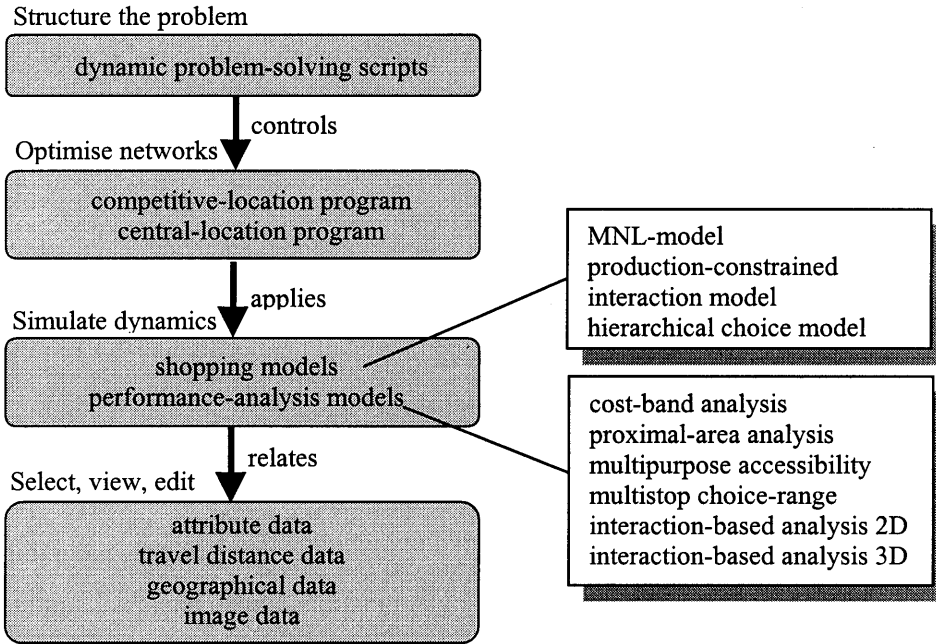 Structure the problem
dynamic problem-solving scripts
controls
Optimise networks
competitive-location program
central-location program
applies
Simulate dynamics
shopping models
performance-analysis models
relates
Select, view, edit
attribute data
travel distance data
geographical data
image data
MNL-model
production-constrained
interaction model
hierarchical choice model
cost-band analysis
proximal-area analysis
multipurpose accessibility
multistop choice-range
interaction-based analysis 2D
interaction-based analysis 3D